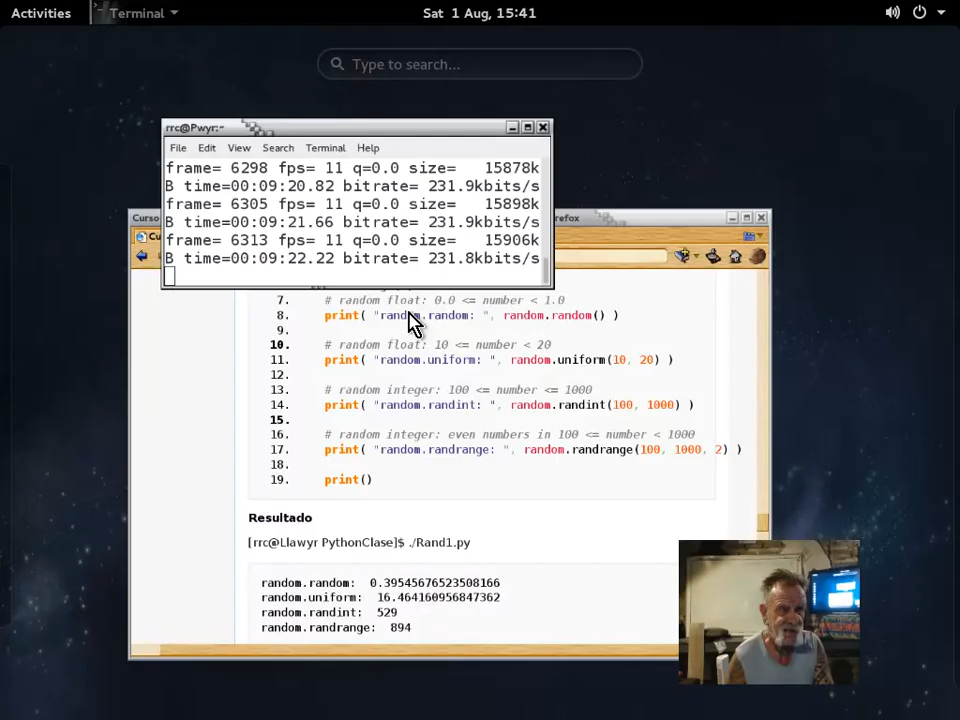 Activities
Terminal
Sat 1 Aug, 15:41
Type to search...
rrc@Pwyr:~
File Edit View Search Terminal Help
frame= 6298 fps= 11 q=0.0 size=   15878k
B time=00:09:20.82 bitrate= 231.9kbits/s
frame= 6305 fps= 11 q=0.0 size=   15898k
B time=00:09:21.66 bitrate= 231.9kbits/s
frame= 6313 fps= 11 q=0.0 size=   15906k
B time=00:09:22.22 bitrate= 231.8kbits/s
Curso
refox
Cu
7. # random float: 0.0 <= number < 1.0
8. print( "random.random: ", random.random() )
9.
10. # random float: 10 <= number < 20
11. print( "random.uniform: ", random.uniform(10, 20) )
12.
13. # random integer: 100 <= number <= 1000
14. print( "random.randint: ", random.randint(100, 1000) )
15.
16. # random integer: even numbers in 100 <= number < 1000
17. print( "random.randrange: ", random.randrange(100, 1000, 2) )
18.
19. print()
Resultado
[rrc@Llawyr PythonClase]$ ./Rand1.py
random.random:  0.39545676523508166
random.uniform:  16.464160956847362
random.randint:  529
random.randrange:  894